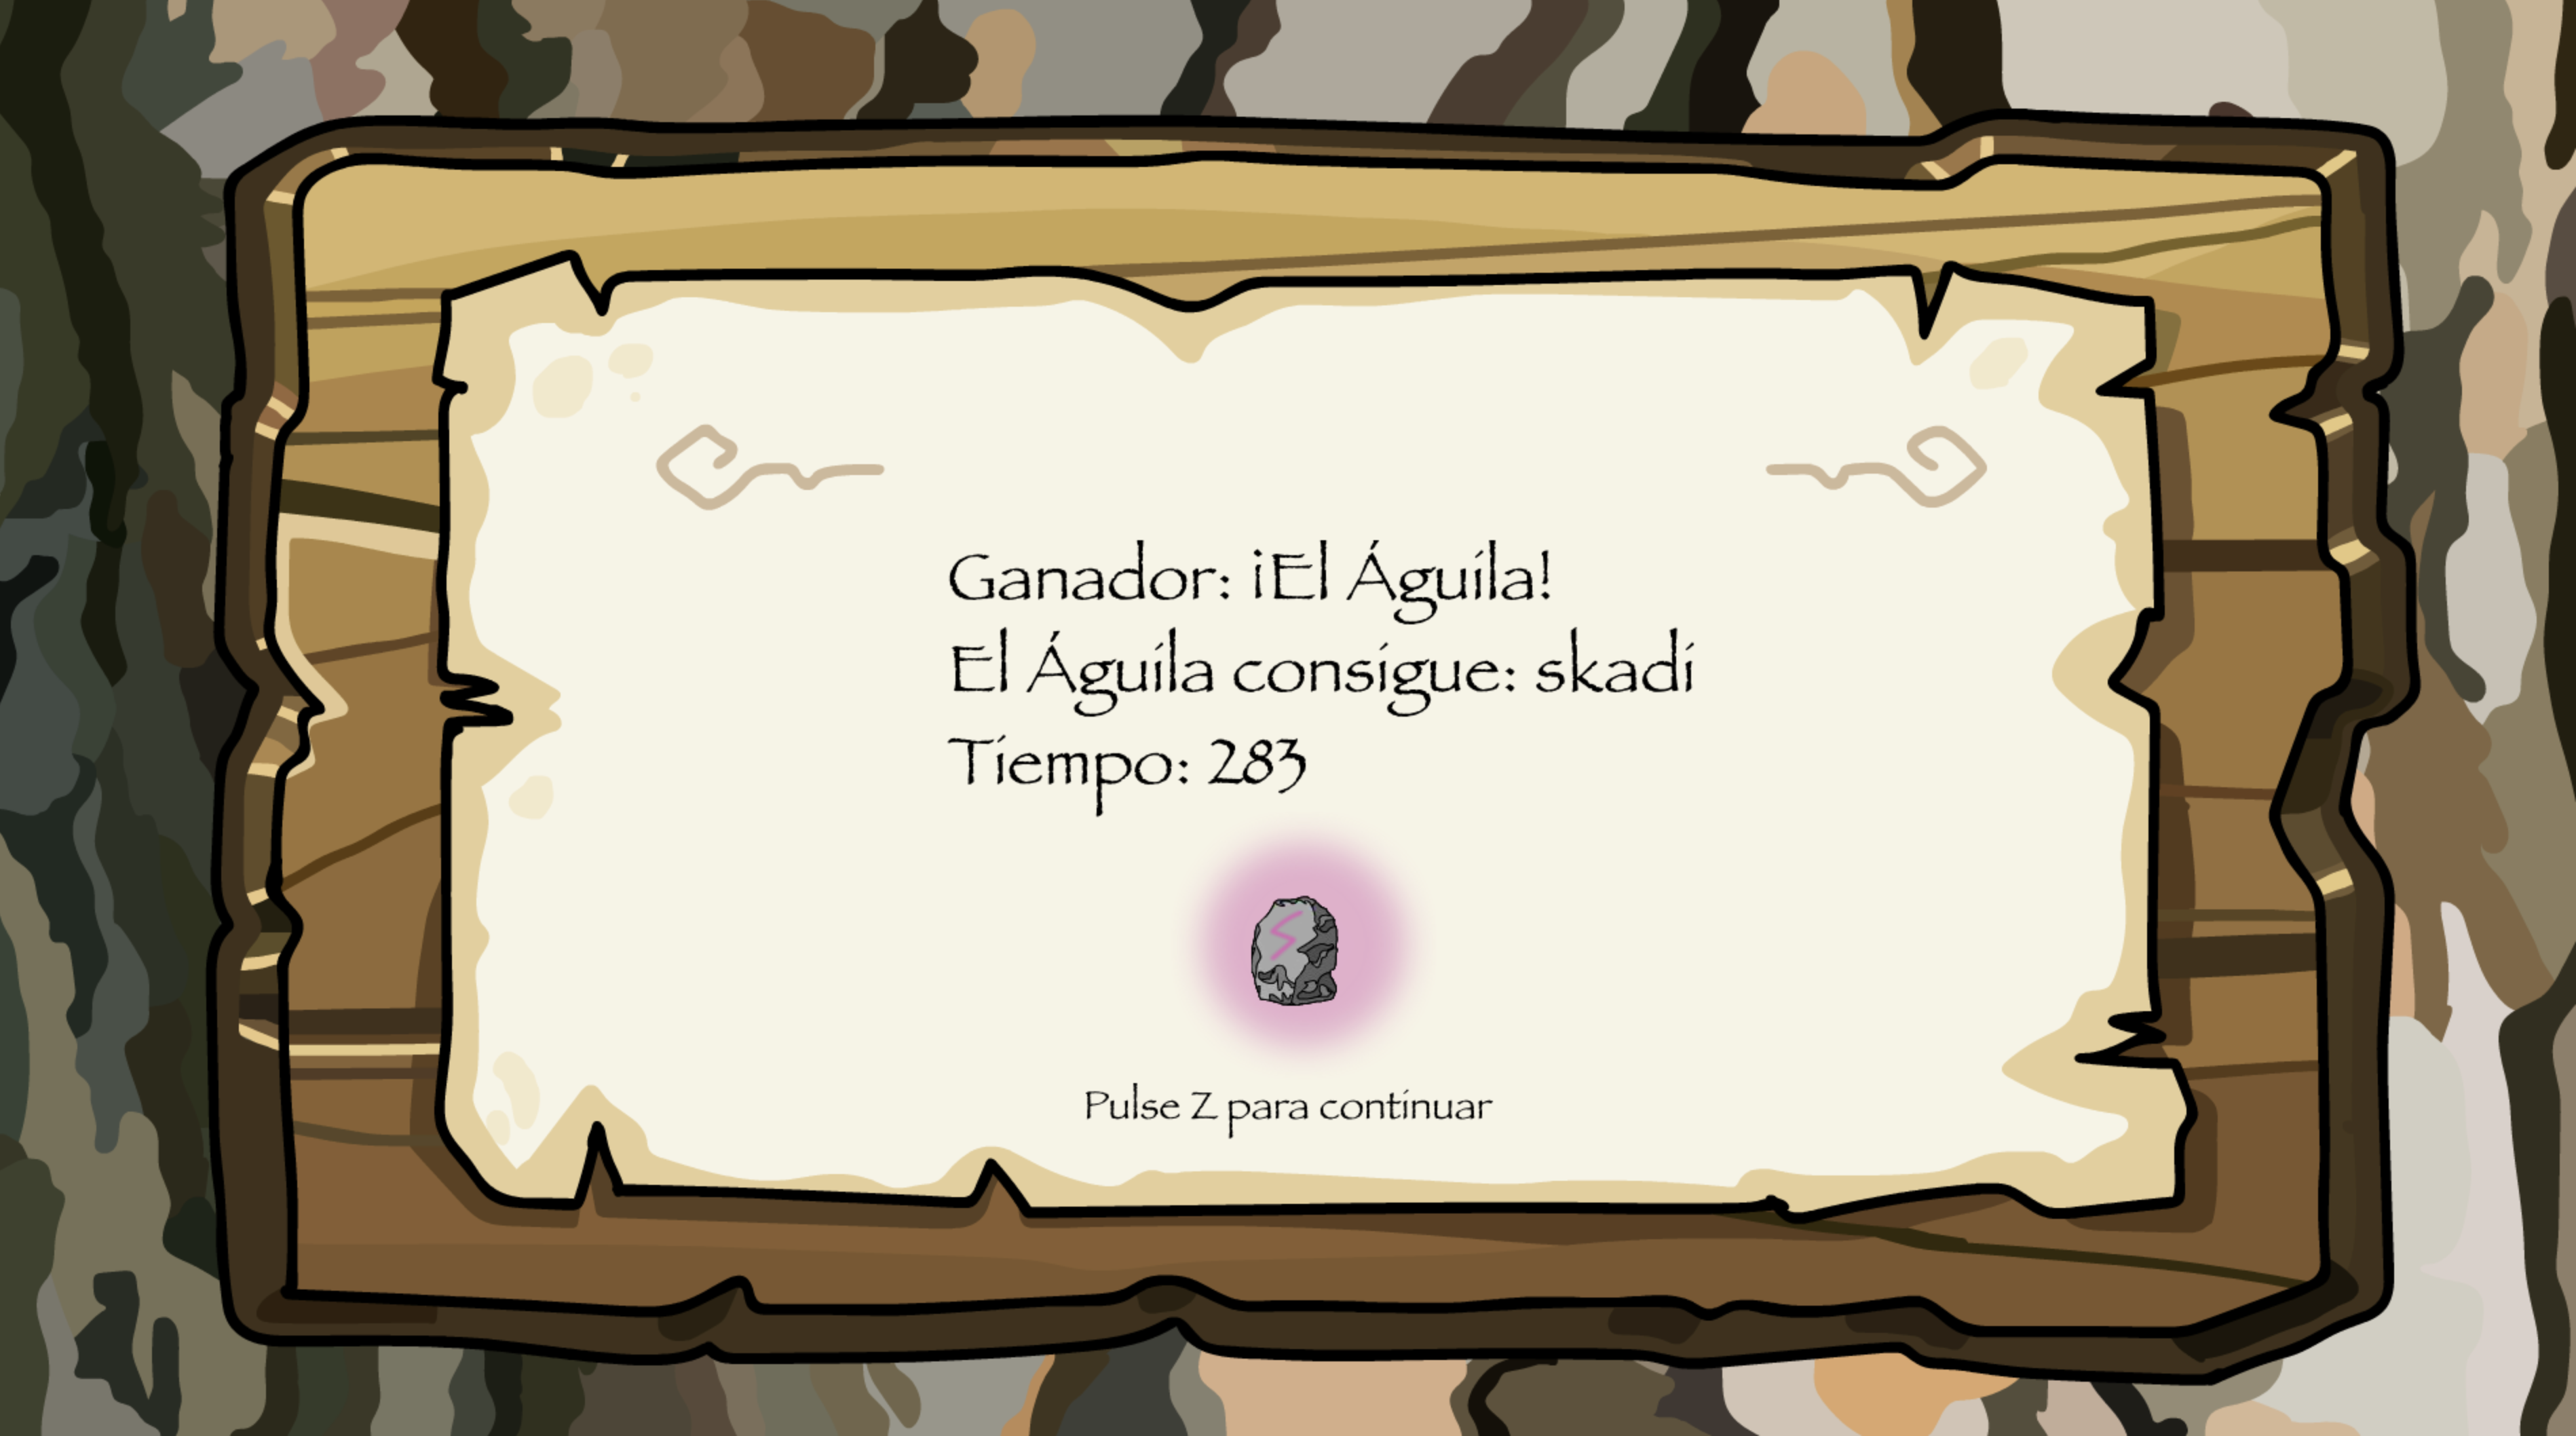 Ganador: ¡El Águila!
El Águila consigue: skadi
Tiempo: 283
Pulse Z para continuar